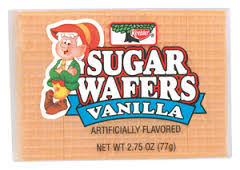 Keebler
SUGAR
WAFERS
VANILLA
ARTIFICIALLY FLAVORED
NET WT 2.75 OZ (77g)